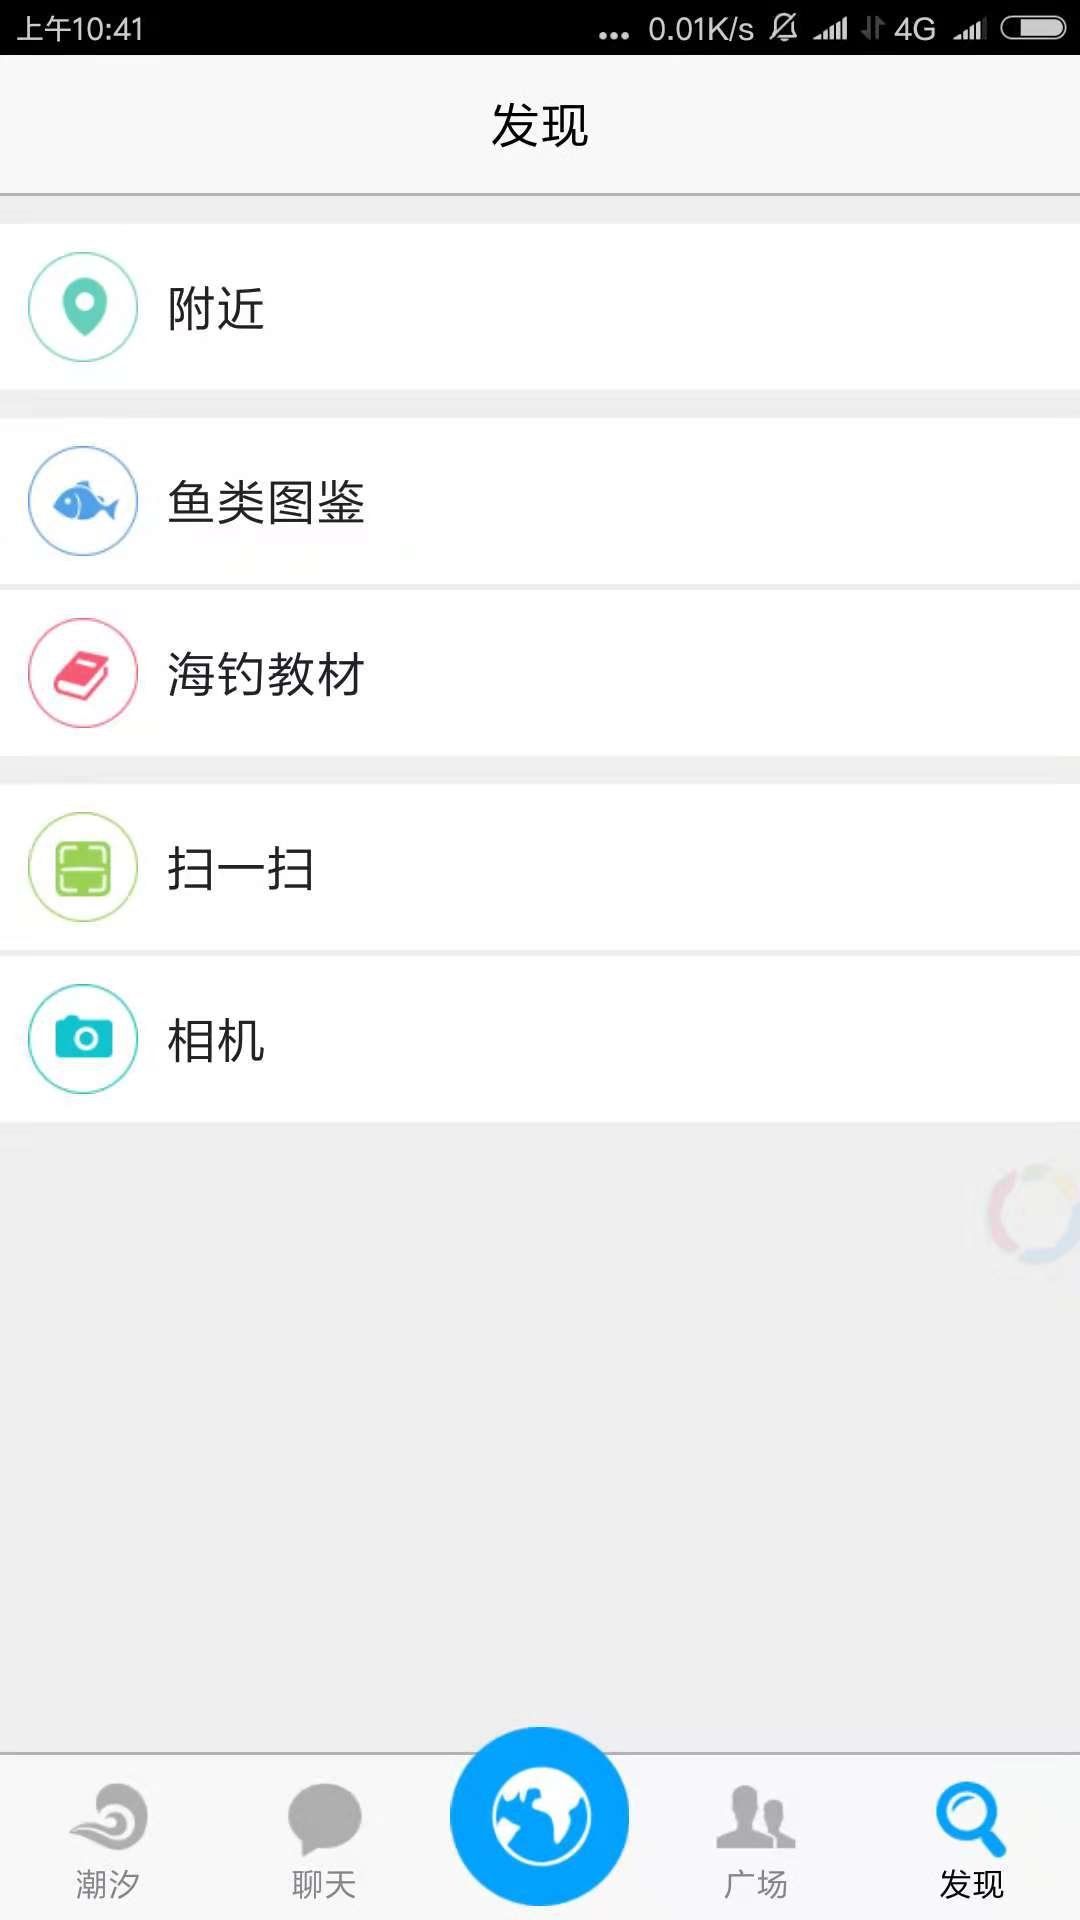 上午10:41 ... 0.01K/s 4G
发现
附近
鱼类图鉴
海钓教材
扫一扫
相机
潮汐 聊天 广场 发现